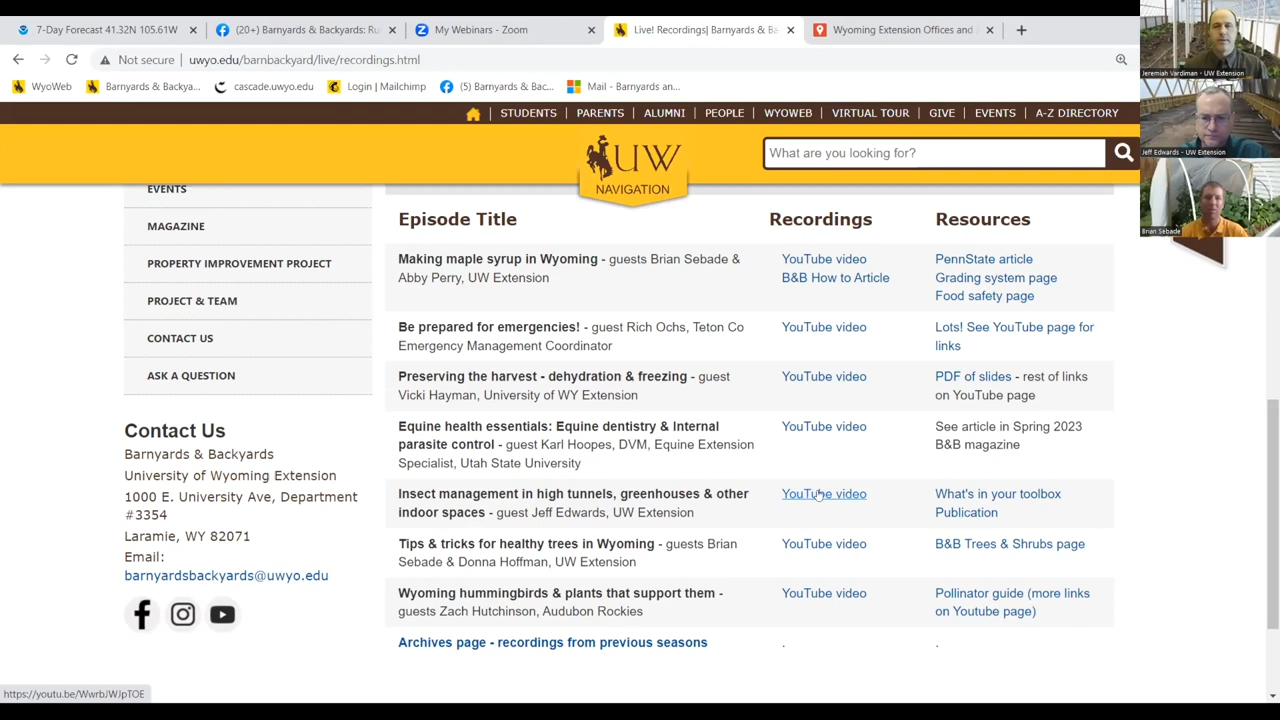 7-Day Forecast 41.32N 105.61W
(20+) Barnyards & Backyards: Ru
My Webinars - Zoom
Live! Recordings| Barnyards & Ba
Wyoming Extension Offices and
Not secure
uwyo.edu/barnbackyard/live/recordings.html
WyoWeb
Barnyards & Backya...
cascade.uwyo.edu
Login | Mailchimp
(5) Barnyards & Bac...
Mail - Barnyards an...
STUDENTS
PARENTS
ALUMNI
PEOPLE
WYOWEB
VIRTUAL TOUR
GIVE
EVENTS
A-Z DIRECTORY
UW
NAVIGATION
What are you looking for?
Jeremiah Vardiman - UW Extension
Jeff Edwards - UW Extension
Brian Sebade
EVENTS
MAGAZINE
PROPERTY IMPROVEMENT PROJECT
PROJECT & TEAM
CONTACT US
ASK A QUESTION
Contact Us
Barnyards & Backyards
University of Wyoming Extension
1000 E. University Ave, Department
#3354
Laramie, WY 82071
Email:
barnyardsbackyards@uwyo.edu
Episode Title
Recordings
Resources
Making maple syrup in Wyoming - guests Brian Sebade &
Abby Perry, UW Extension
YouTube video
B&B How to Article
PennState article
Grading system page
Food safety page
Be prepared for emergencies! - guest Rich Ochs, Teton Co
Emergency Management Coordinator
YouTube video
Lots! See YouTube page for
links
Preserving the harvest - dehydration & freezing - guest
Vicki Hayman, University of WY Extension
YouTube video
PDF of slides - rest of links
on YouTube page
Equine health essentials: Equine dentistry & Internal
parasite control - guest Karl Hoopes, DVM, Equine Extension
Specialist, Utah State University
YouTube video
See article in Spring 2023
B&B magazine
Insect management in high tunnels, greenhouses & other
indoor spaces - guest Jeff Edwards, UW Extension
YouTube video
What's in your toolbox
Publication
Tips & tricks for healthy trees in Wyoming - guests Brian
Sebade & Donna Hoffman, UW Extension
YouTube video
B&B Trees & Shrubs page
Wyoming hummingbirds & plants that support them -
guests Zach Hutchinson, Audubon Rockies
YouTube video
Pollinator guide (more links
on Youtube page)
Archives page - recordings from previous seasons
.
.
https://youtu.be/WwrbJWJpTOE